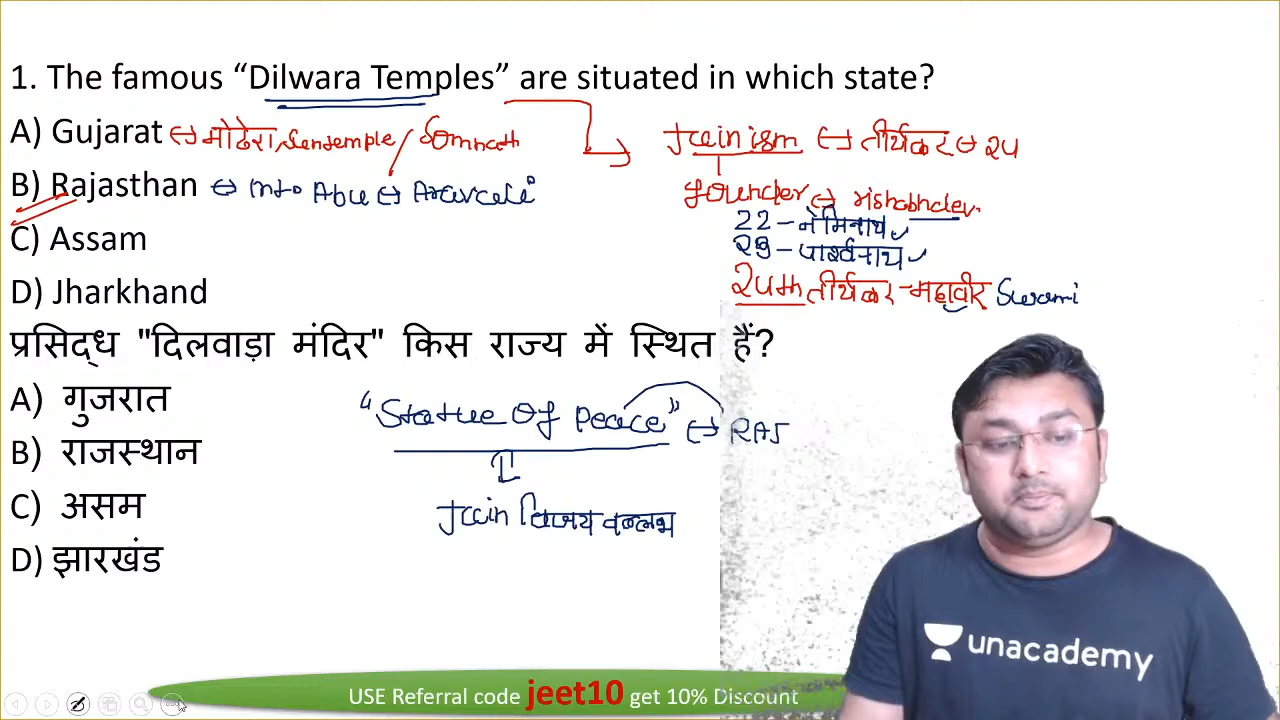 1. The famous “Dilwara Temples” are situated in which state?
A) Gujarat ↔ मोढेरा, Sun temple / Somnath
Jainism ↔ तीर्थंकर → 24
B) Rajasthan ↔ Mt. Abu ↔ Aravceli
founder ↔ rishabhdev
22 - नेमिनाथ
C) Assam
23 - पार्श्वनाथ
D) Jharkhand
24th तीर्थकर - महावीर Swami
प्रसिद्ध "दिलवाड़ा मंदिर" किस राज्य में स्थित हैं?
A) गुजरात
“Statue Of peace” ↔ RAJ
B) राजस्थान
C) असम
Jain विजय वल्लभ
D) झारखंड
unacademy
USE Referral code jeet10 get 10% Discount